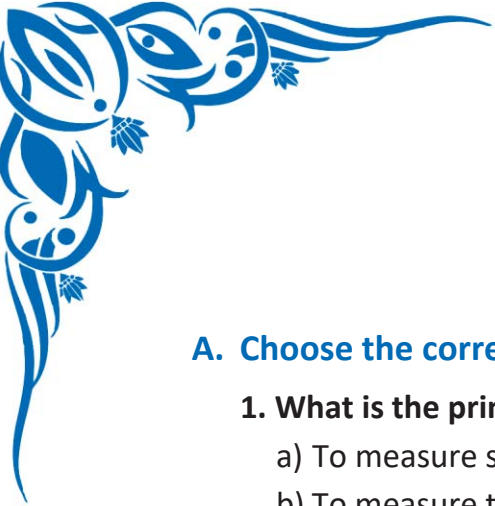 A. Choose the corre
1. What is the prin
a) To measure s
b) To measure t